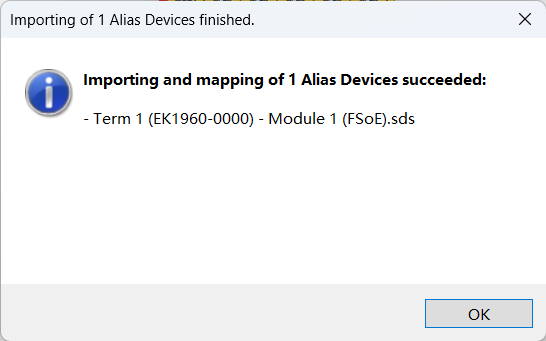 Importing of 1 Alias Devices finished.
Importing and mapping of 1 Alias Devices succeeded:
- Term 1 (EK1960-0000) - Module 1 (FSoE).sds
OK